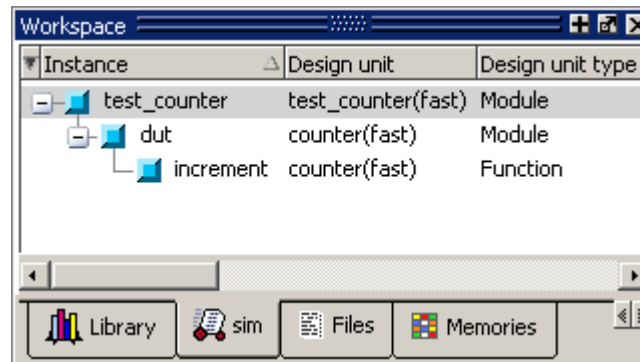 Workspace
Instance Design unit Design unit type
test_counter test_counter(fast) Module
dut counter(fast) Module
increment counter(fast) Function
Library sim Files Memories